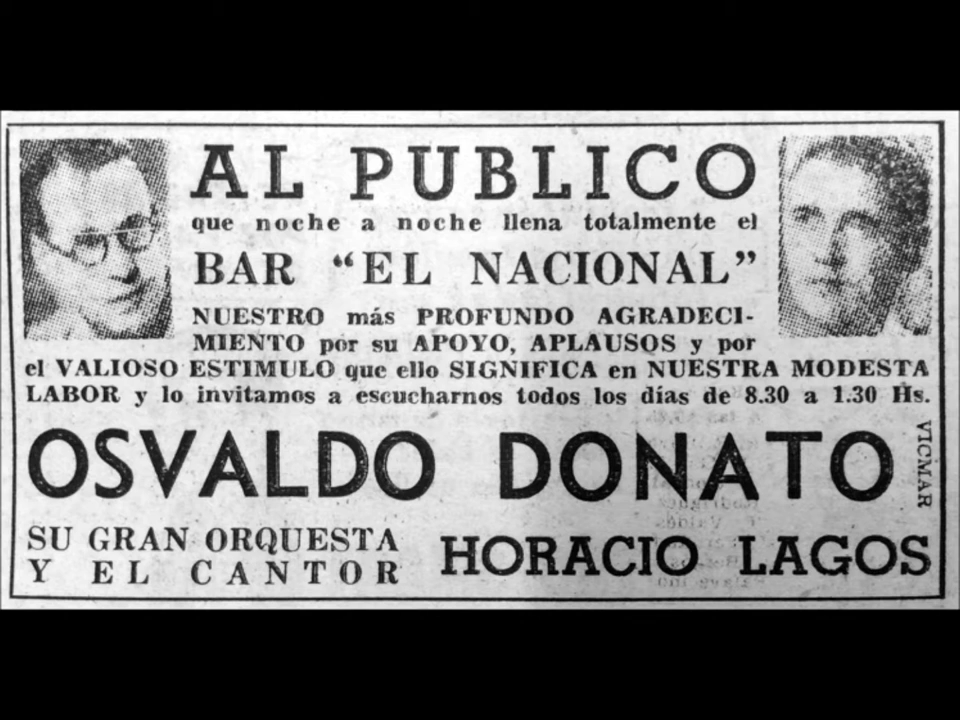 AL PUBLICO
que noche a noche llena totalmente el
BAR "EL NACIONAL"
NUESTRO más PROFUNDO AGRADECI-
MIENTO por su APOYO, APLAUSOS y por
el VALIOSO ESTIMULO que ello SIGNIFICA en NUESTRA MODESTA
LABOR y lo invitamos a escucharnos todos los días de 8.30 a 1.30 Hs.
OSVALDO DONATO
VICMAR
SU GRAN ORQUESTA
Y EL CANTOR
HORACIO LAGOS